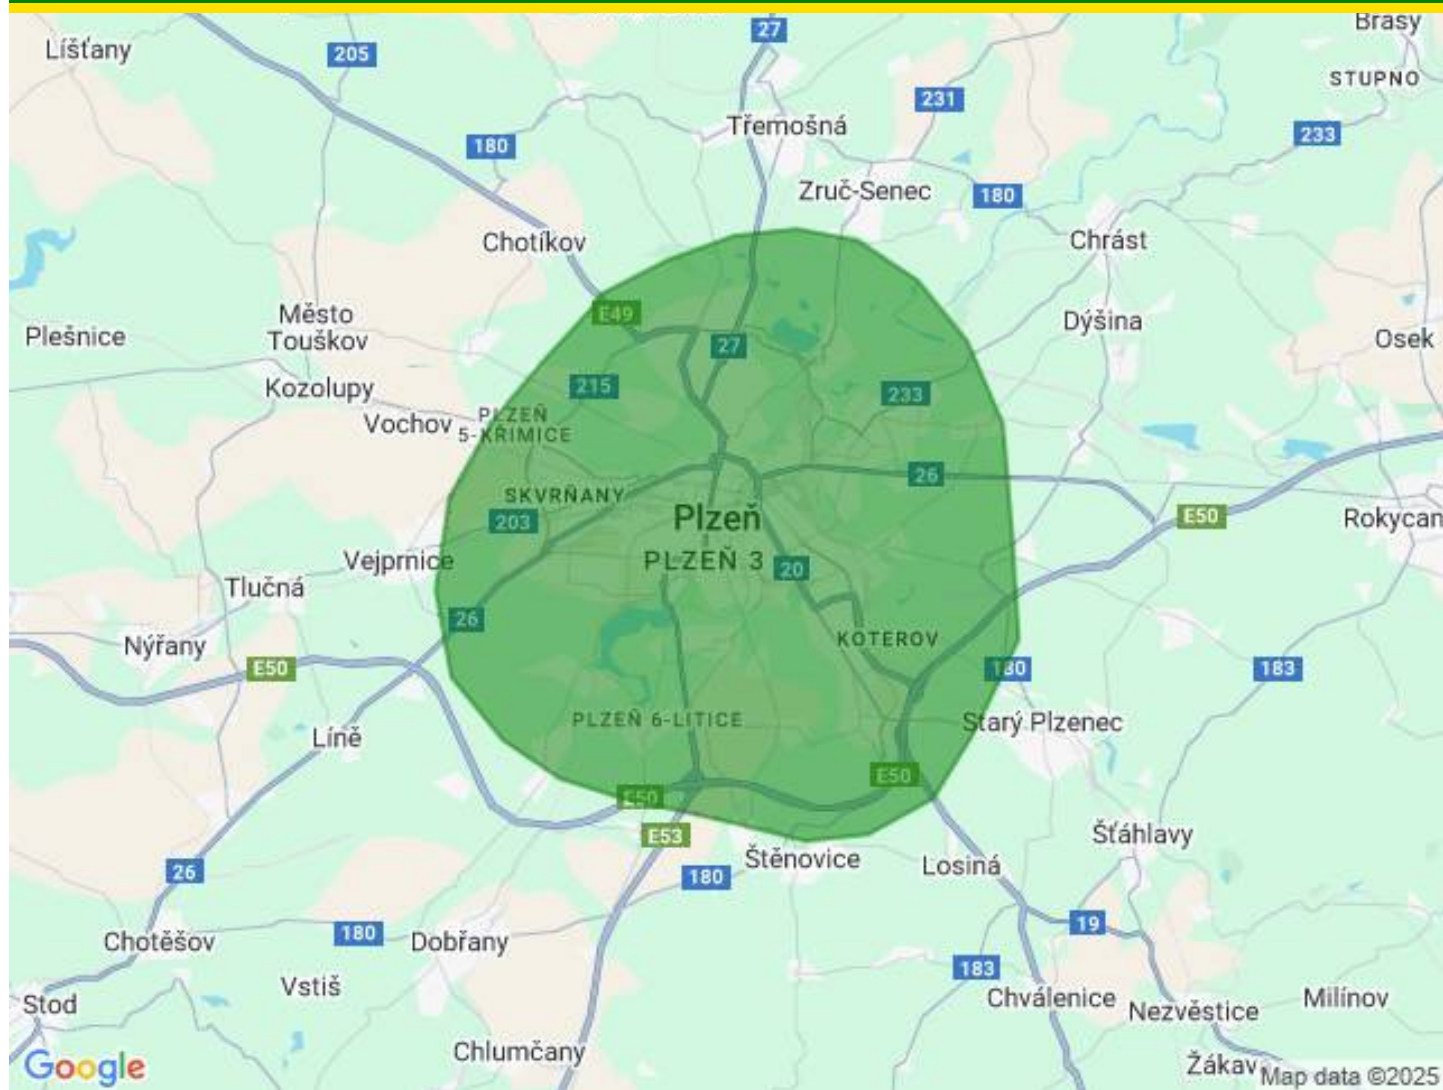 27
Brasy
Líšťany
205
STUPNO
231
Třemošná
233
180
Zruč-Senec
180
Chotíkov
Chrást
E49
Město
Touškov
Dýšina
Plešnice
27
Osek
Kozolupy
215
233
Vochov
PLZEŇ
5-KŘIMICE
26
SKVRŇANY
203
Plzeň
E50
Rokycan
Vejprnice
PLZEŇ 3
20
Tlučná
26
KOTEROV
Nýřany
E50
180
183
PLZEŇ 6-LITICE
Starý Plzenec
Líně
E50
E50
E53
Šťáhlavy
Štěnovice
Losiná
26
180
19
180
Chotěšov
Dobřany
183
Vstiš
Stod
Chválenice
Nezvěstice
Milínov
Chlumčany
Google
Žákav
Map data ©2025